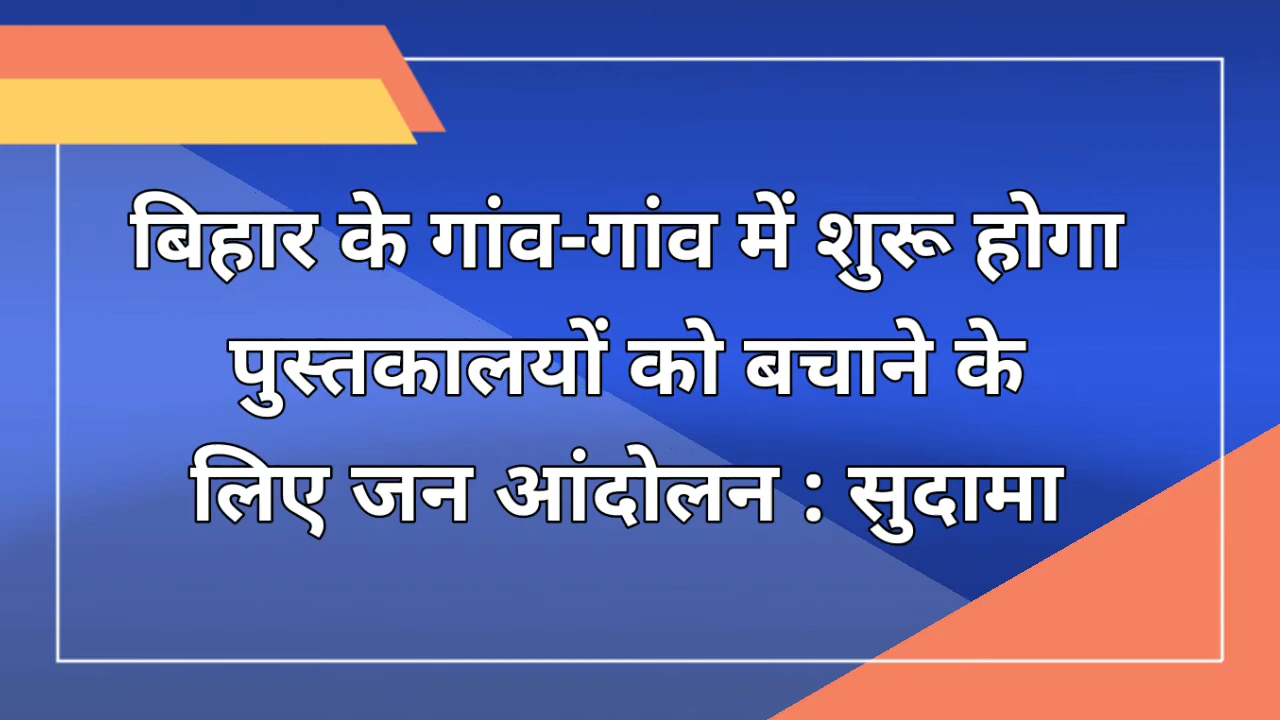 बिहार के गांव-गांव में शुरू होगा
पुस्तकालयों को बचाने के
लिए जन आंदोलन : सुदामा